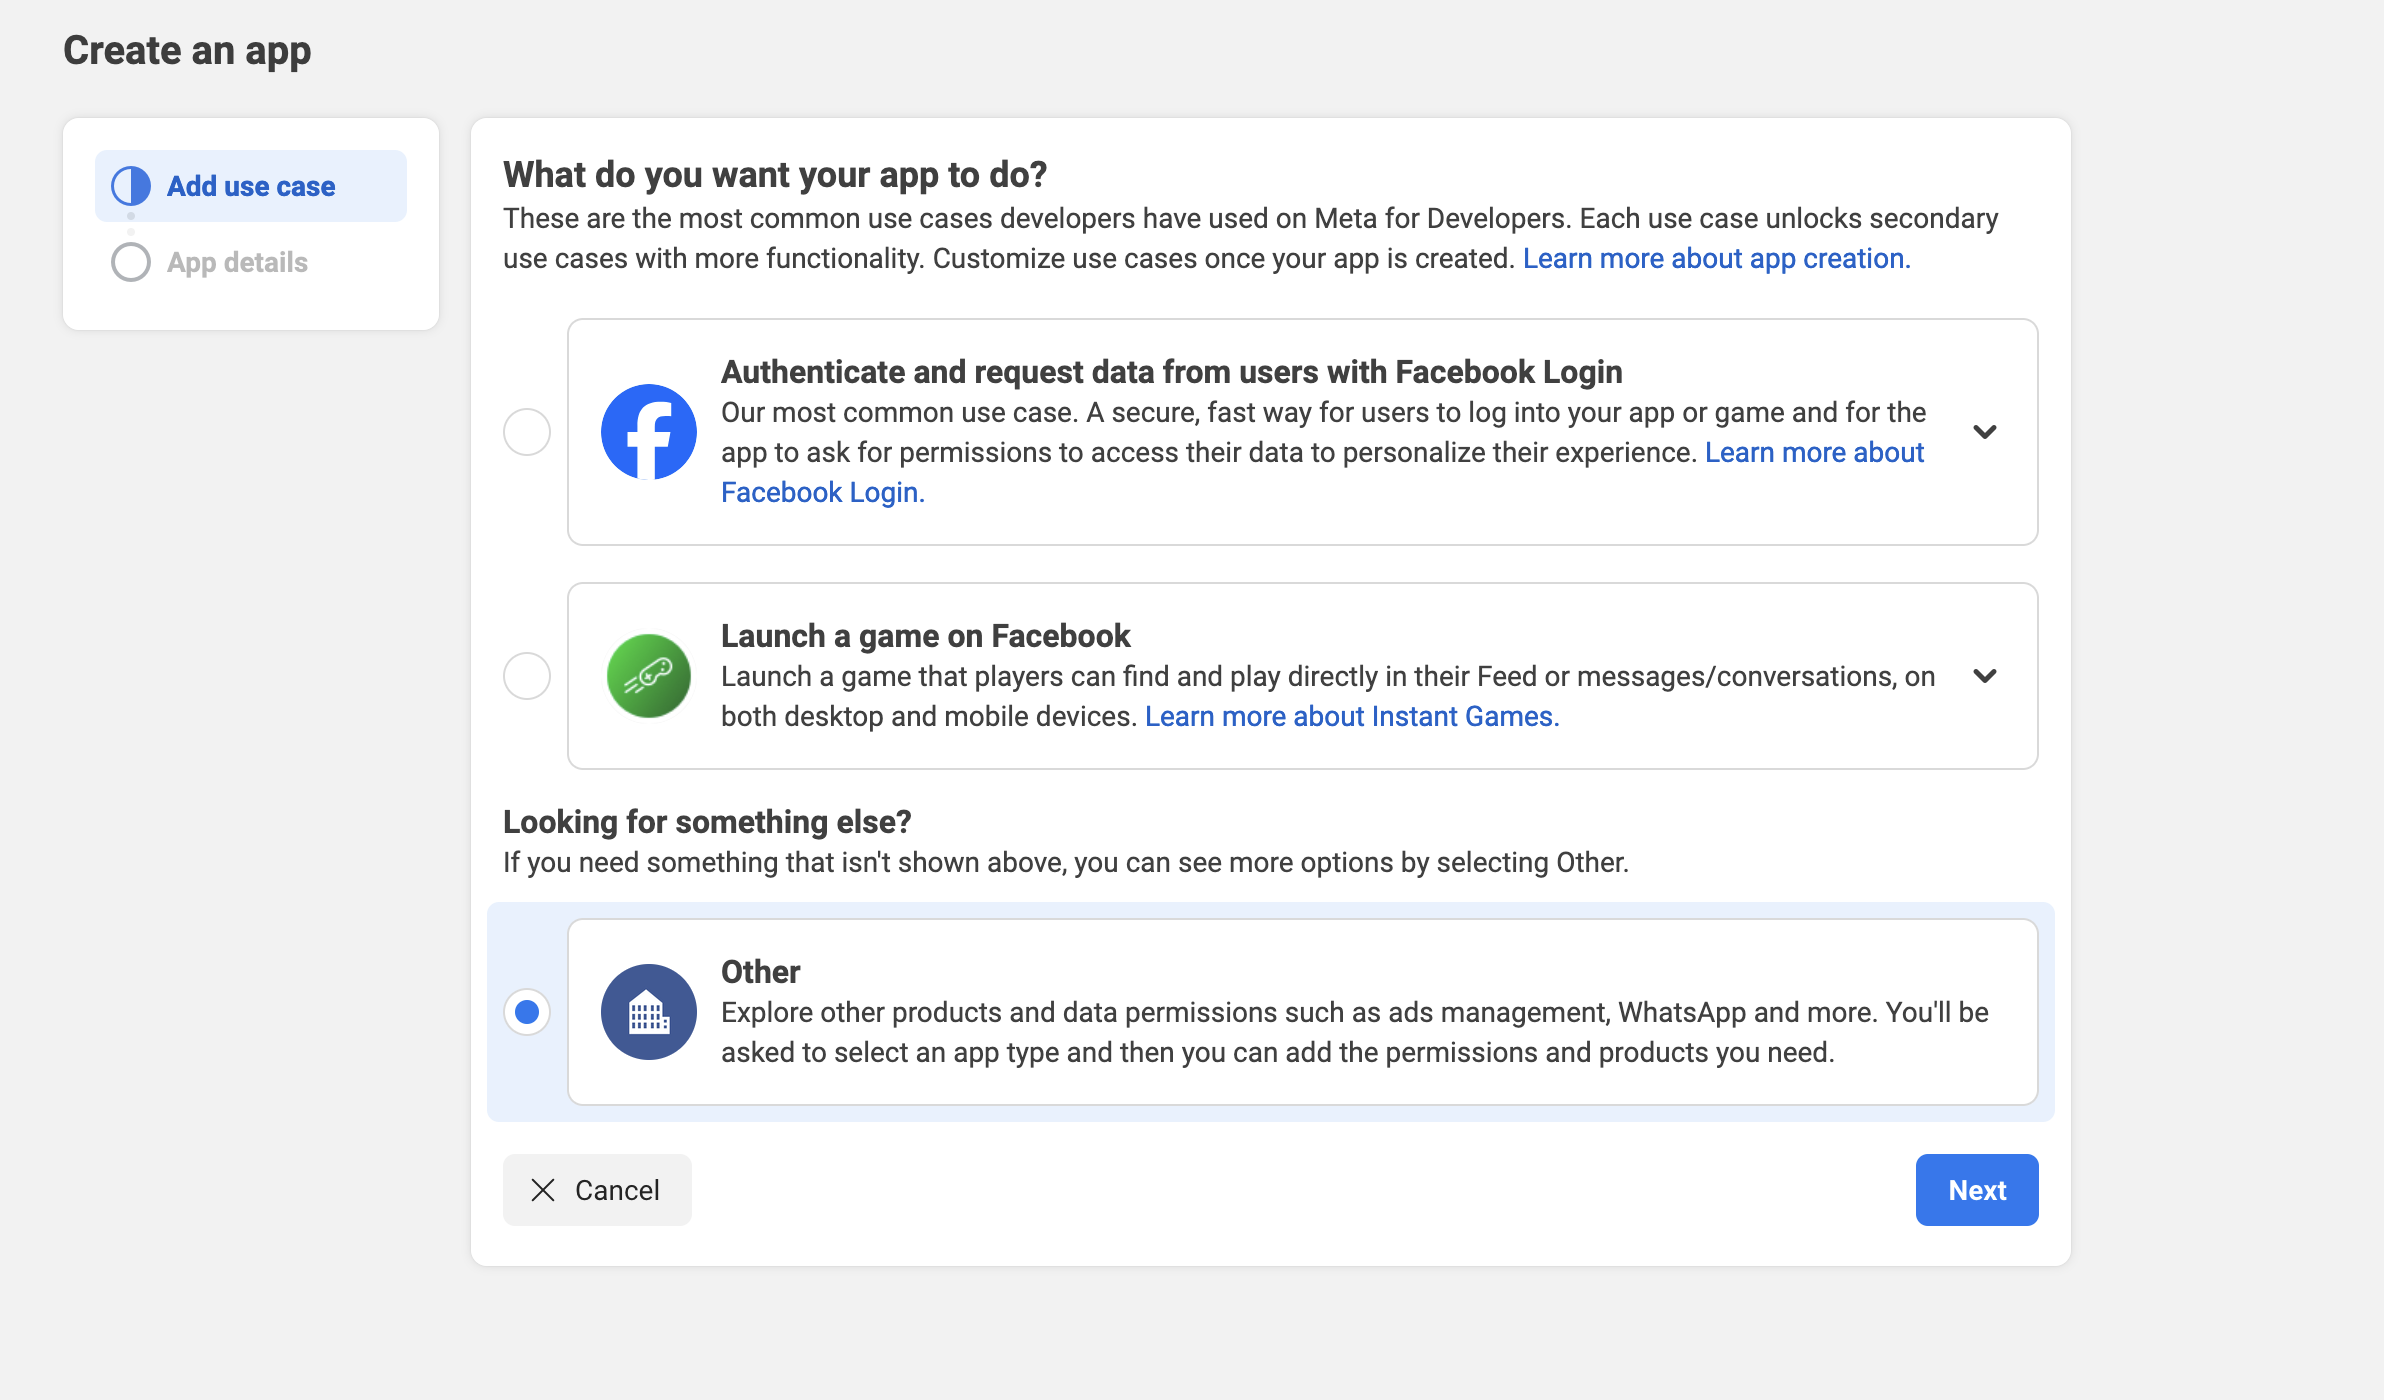 Create an app
Add use case
App details
What do you want your app to do?
These are the most common use cases developers have used on Meta for Developers. Each use case unlocks secondary
use cases with more functionality. Customize use cases once your app is created. Learn more about app creation.
Authenticate and request data from users with Facebook Login
Our most common use case. A secure, fast way for users to log into your app or game and for the
app to ask for permissions to access their data to personalize their experience. Learn more about
Facebook Login.
Launch a game on Facebook
Launch a game that players can find and play directly in their Feed or messages/conversations, on
both desktop and mobile devices. Learn more about Instant Games.
Looking for something else?
If you need something that isn't shown above, you can see more options by selecting Other.
Other
Explore other products and data permissions such as ads management, WhatsApp and more. You'll be
asked to select an app type and then you can add the permissions and products you need.
Cancel
Next